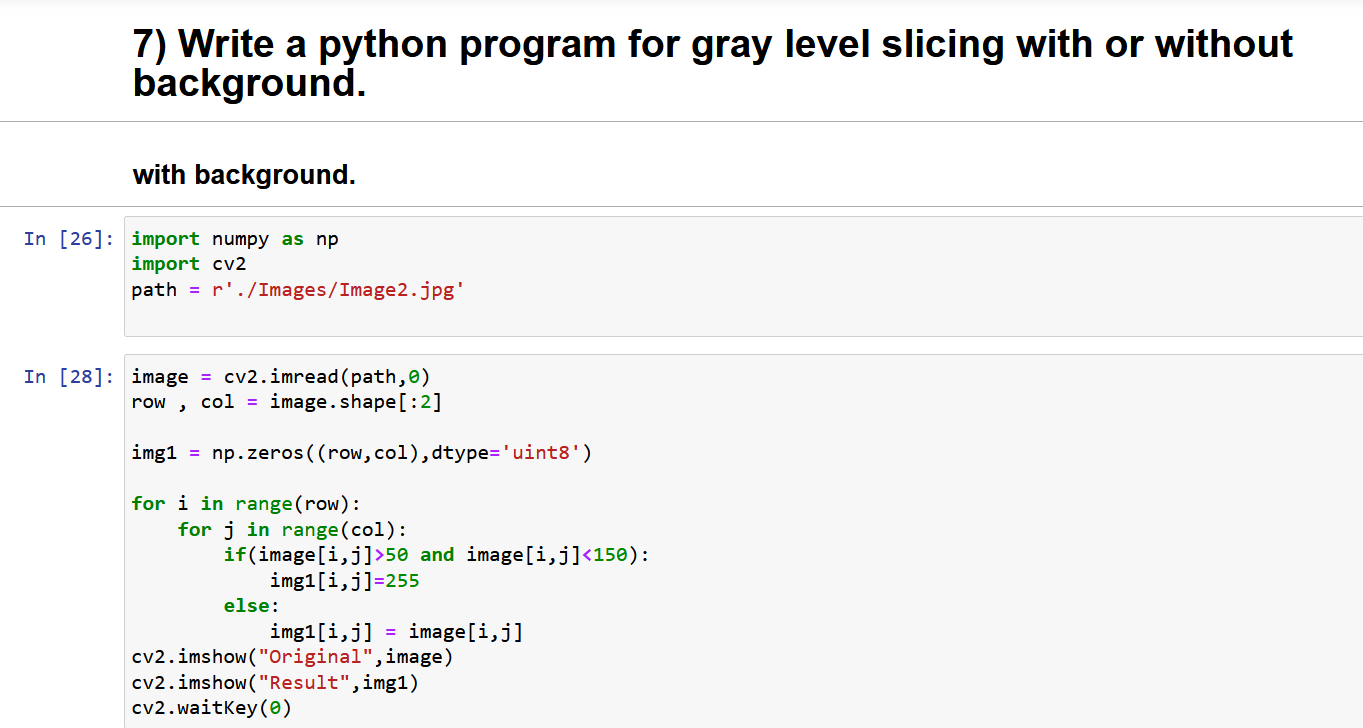 7) Write a python program for gray level slicing with or without
background.
with background.
In [26]:
import numpy as np
import cv2
path = r'./Images/Image2.jpg'
In [28]:
image = cv2.imread(path,0)
row , col = image.shape[:2]
img1 = np.zeros((row,col),dtype='uint8')
for i in range(row):
    for j in range(col):
        if(image[i,j]>50 and image[i,j]<150):
            img1[i,j]=255
        else:
            img1[i,j] = image[i,j]
cv2.imshow("Original",image)
cv2.imshow("Result",img1)
cv2.waitKey(0)